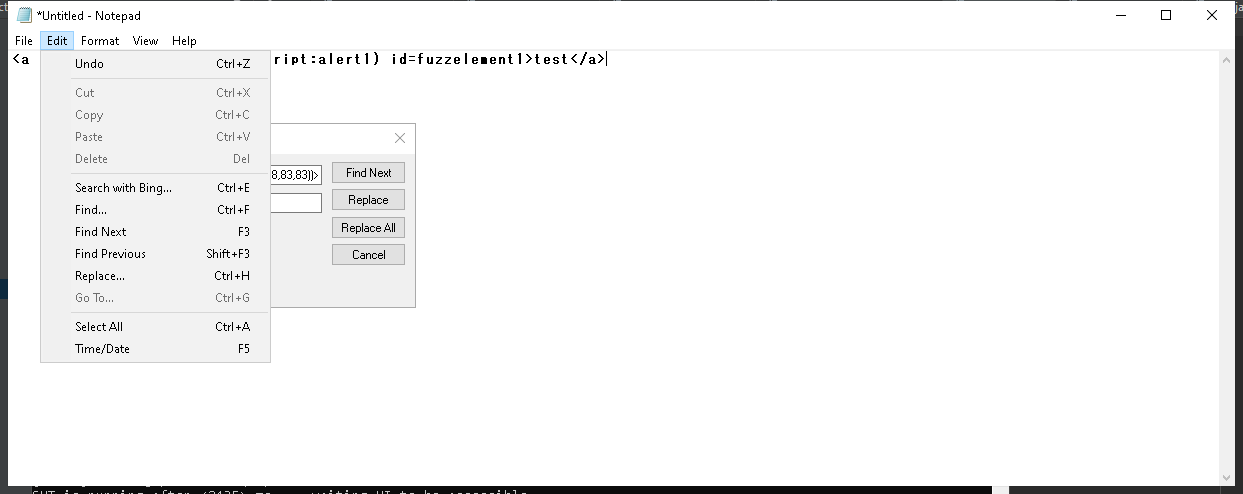 *Untitled - Notepad
File Edit Format View Help
<a ript:alert1) id=fuzzelement1>test</a>
Undo Ctrl+Z
Cut Ctrl+X
Copy Ctrl+C
Paste Ctrl+V
Delete Del
Search with Bing... Ctrl+E
Find... Ctrl+F
Find Next F3
Find Previous Shift+F3
Replace... Ctrl+H
Go To... Ctrl+G
Select All Ctrl+A
Time/Date F5
8,83,83))> Find Next
Replace
Replace All
Cancel